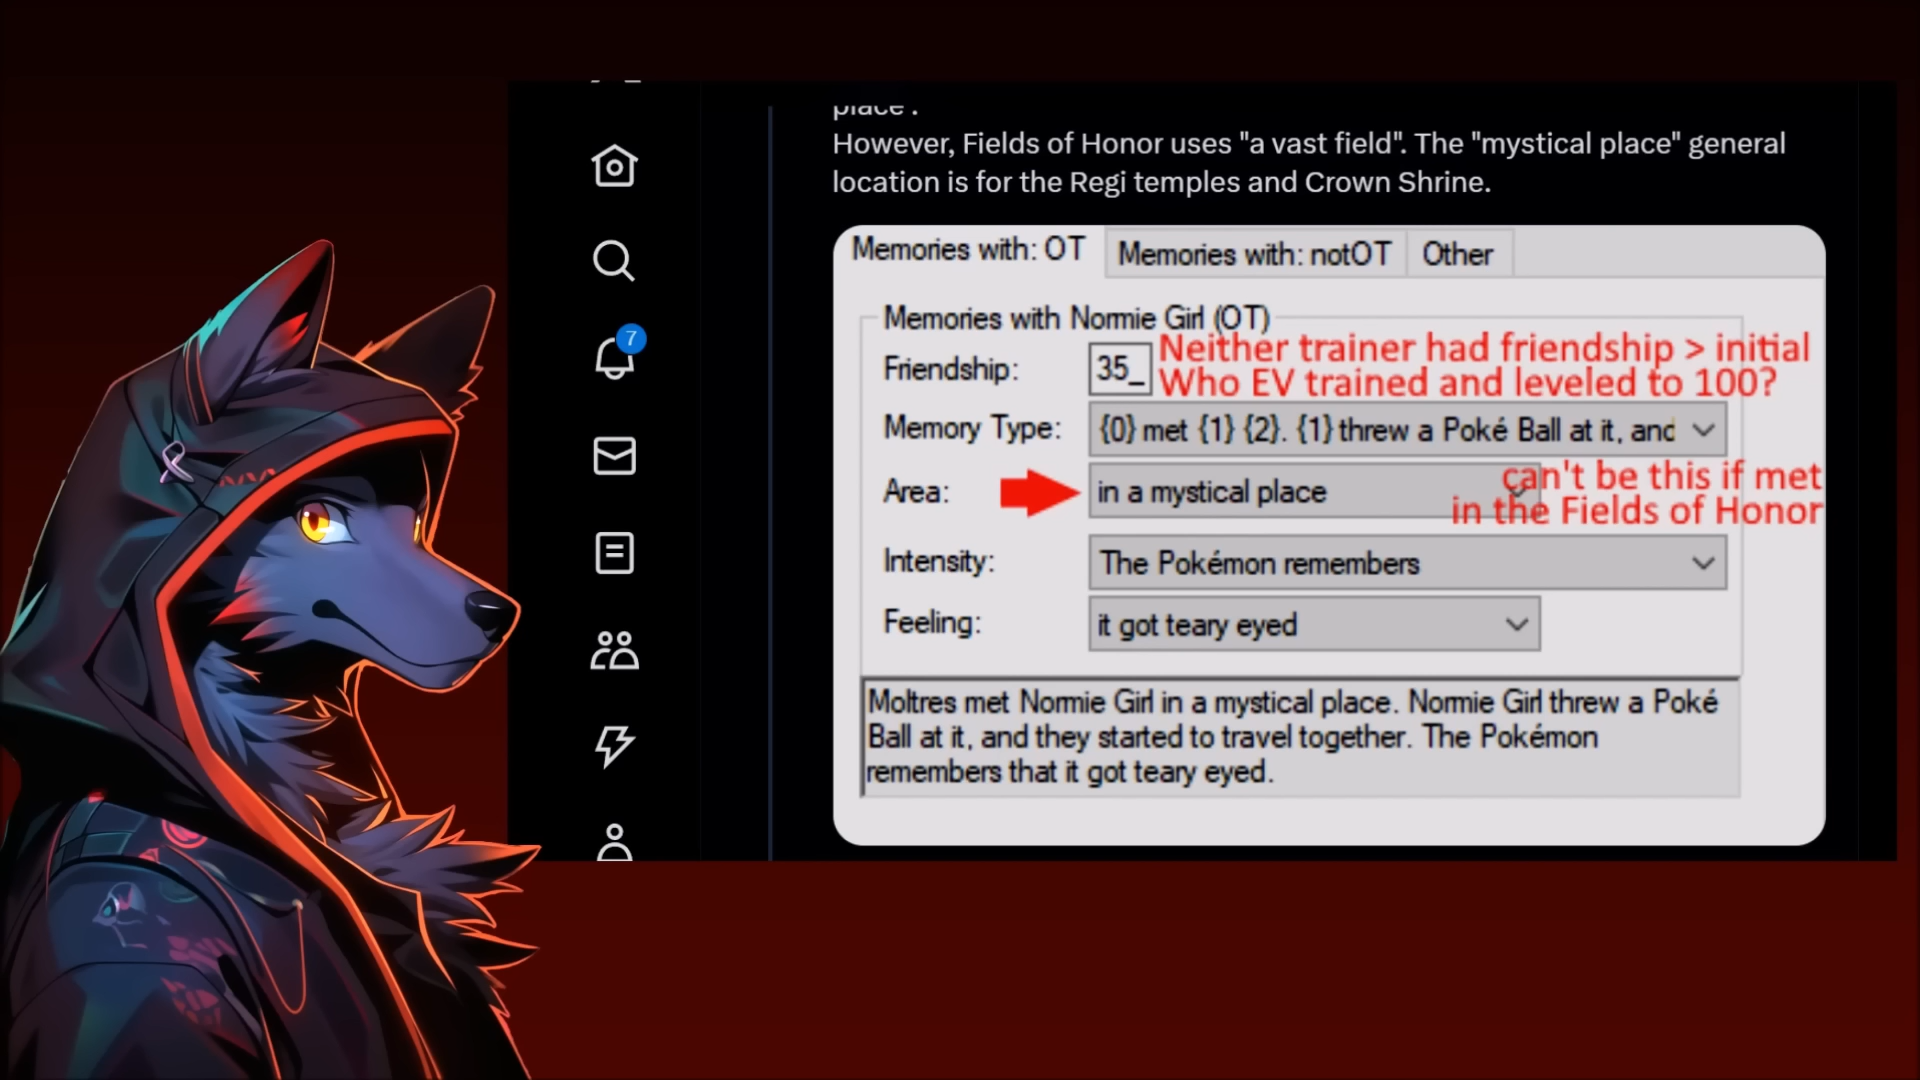 place".
However, Fields of Honor uses "a vast field". The "mystical place" general
location is for the Regi temples and Crown Shrine.
7
Memories with: OT
Memories with: notOT
Other
Memories with Normie Girl (OT)
Friendship:
35_
Neither trainer had friendship > initial
Who EV trained and leveled to 100?
Memory Type:
{0} met {1} {2}. {1} threw a Poké Ball at it, and
Area:
in a mystical place
can't be this if met
in the Fields of Honor
Intensity:
The Pokémon remembers
Feeling:
it got teary eyed
Moltres met Normie Girl in a mystical place. Normie Girl threw a Poké
Ball at it, and they started to travel together. The Pokémon
remembers that it got teary eyed.